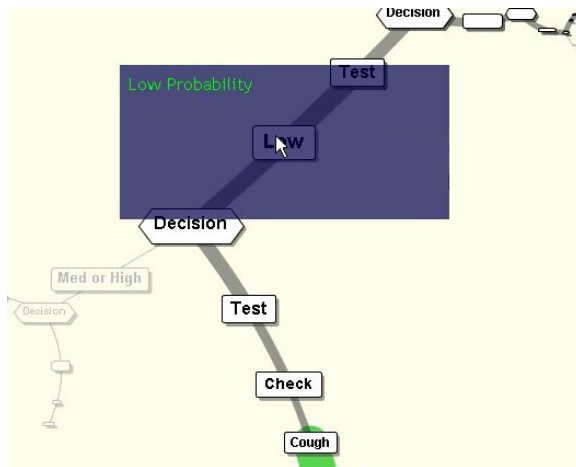 Decision
Test
Low Probability
Low
Decision
Med or High
Decision
Test
Check
Cough